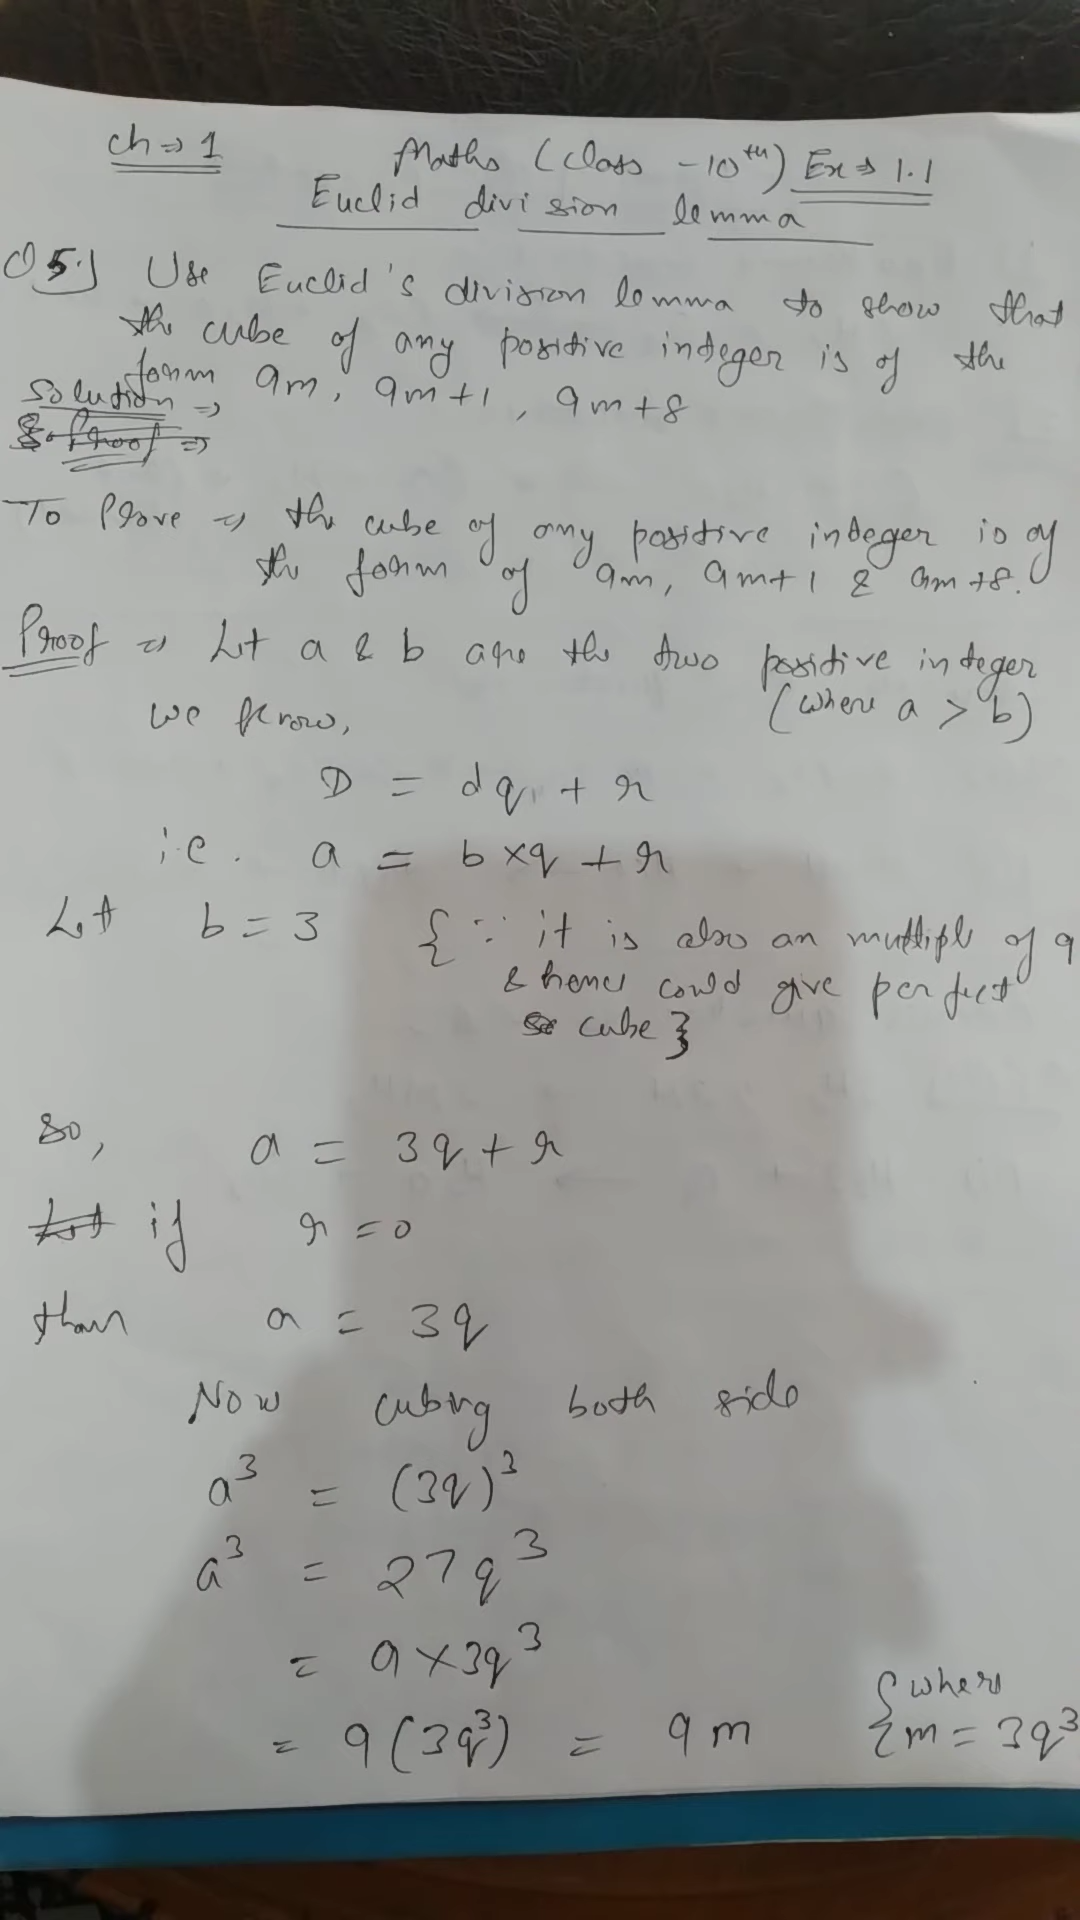 ch ⇒ 1 Maths (Class - 10th) Ex ⇒ 1.1
Euclid division lemma
Q5.) Use Euclid's division lemma to show that
the cube of any positive integer is of the
form 9m, 9m+1, 9m+8
Solution ⇒
Proof ⇒
To Prove ⇒ the cube of any positive integer is of
the form of 9m, 9m+1 & 9m+8.
Proof ⇒ Let a & b are the two positive integer
we know, (where a > b)
D = dq + r
i.e. a = b×q + r
Let b = 3 {∵ it is also an multiple of 9
& hence could give perfect
cube}
So, a = 3q + r
Let if r = 0
than a = 3q
Now cubing both side
a³ = (3q)³
a³ = 27q³
= 9×3q³
= 9(3q³) = 9m {where
{m = 3q³